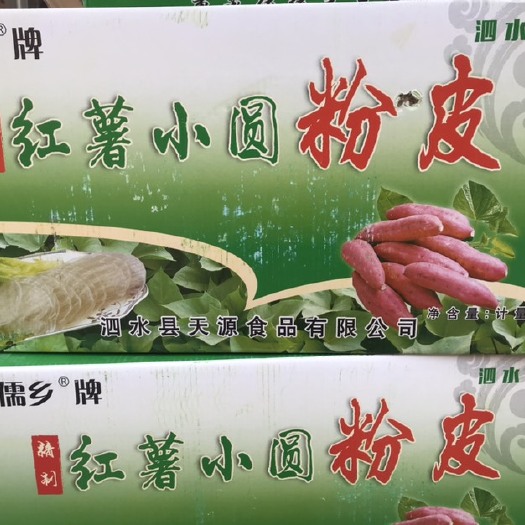 ®牌
泗水
红薯小圆粉皮
净含量:计量
泗水县天源食品有限公司
儒乡®牌
泗水
精制
红薯小圆粉皮